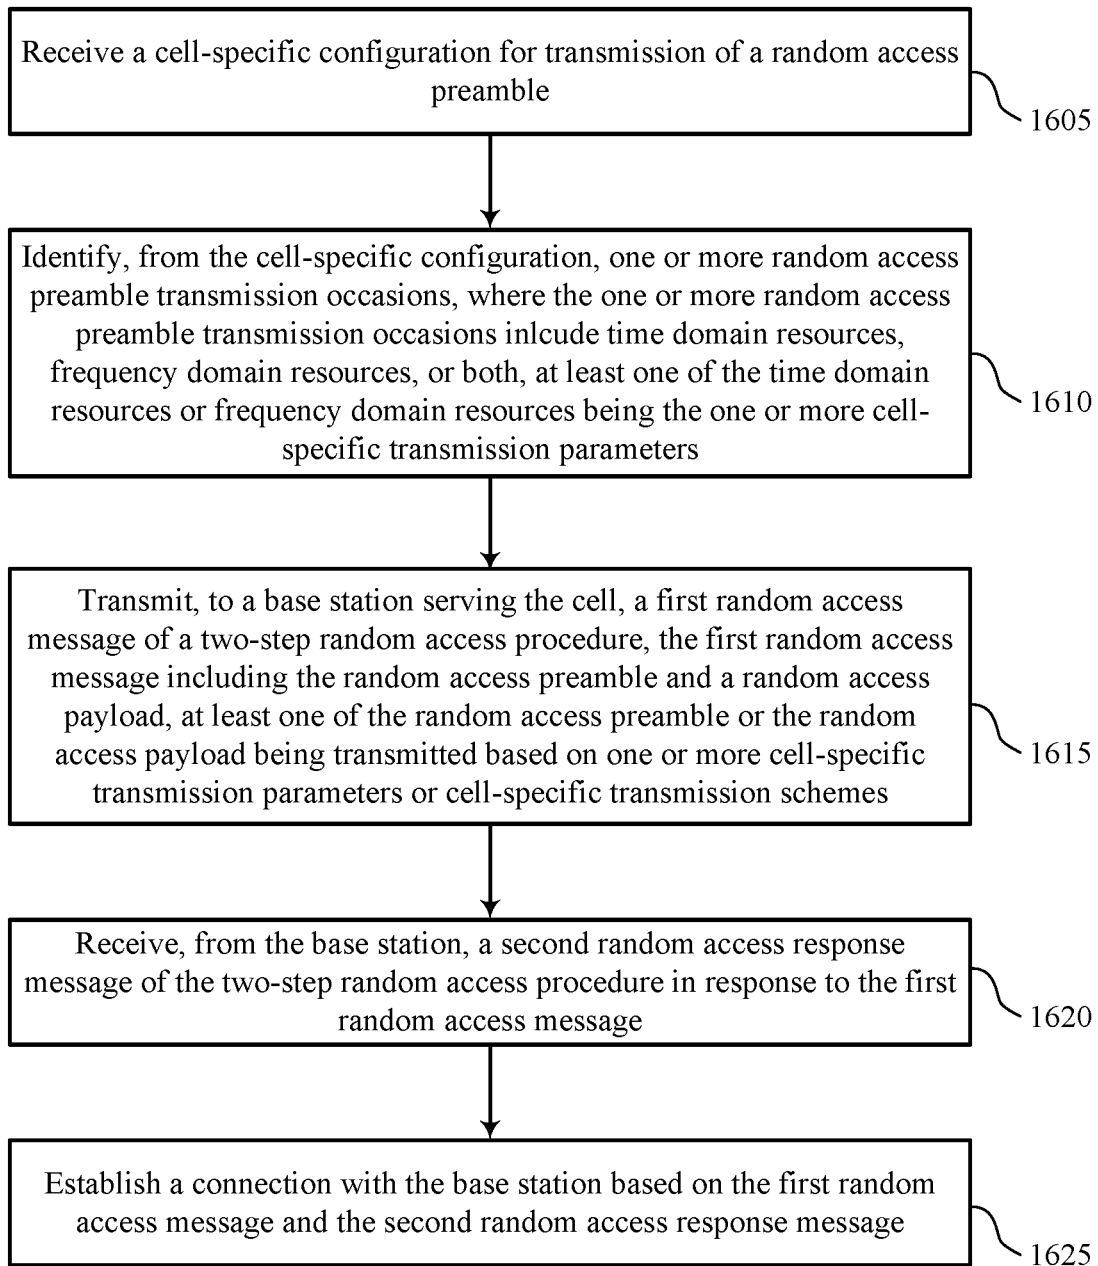 Receive a cell-specific configuration for transmission of a random access
preamble
1605
Identify, from the cell-specific configuration, one or more random access
preamble transmission occasions, where the one or more random access
preamble transmission occasions inlcude time domain resources,
frequency domain resources, or both, at least one of the time domain
resources or frequency domain resources being the one or more cell-
specific transmission parameters
1610
Transmit, to a base station serving the cell, a first random access
message of a two-step random access procedure, the first random access
message including the random access preamble and a random access
payload, at least one of the random access preamble or the random
access payload being transmitted based on one or more cell-specific
transmission parameters or cell-specific transmission schemes
1615
Receive, from the base station, a second random access response
message of the two-step random access procedure in response to the first
random access message
1620
Establish a connection with the base station based on the first random
access message and the second random access response message
1625